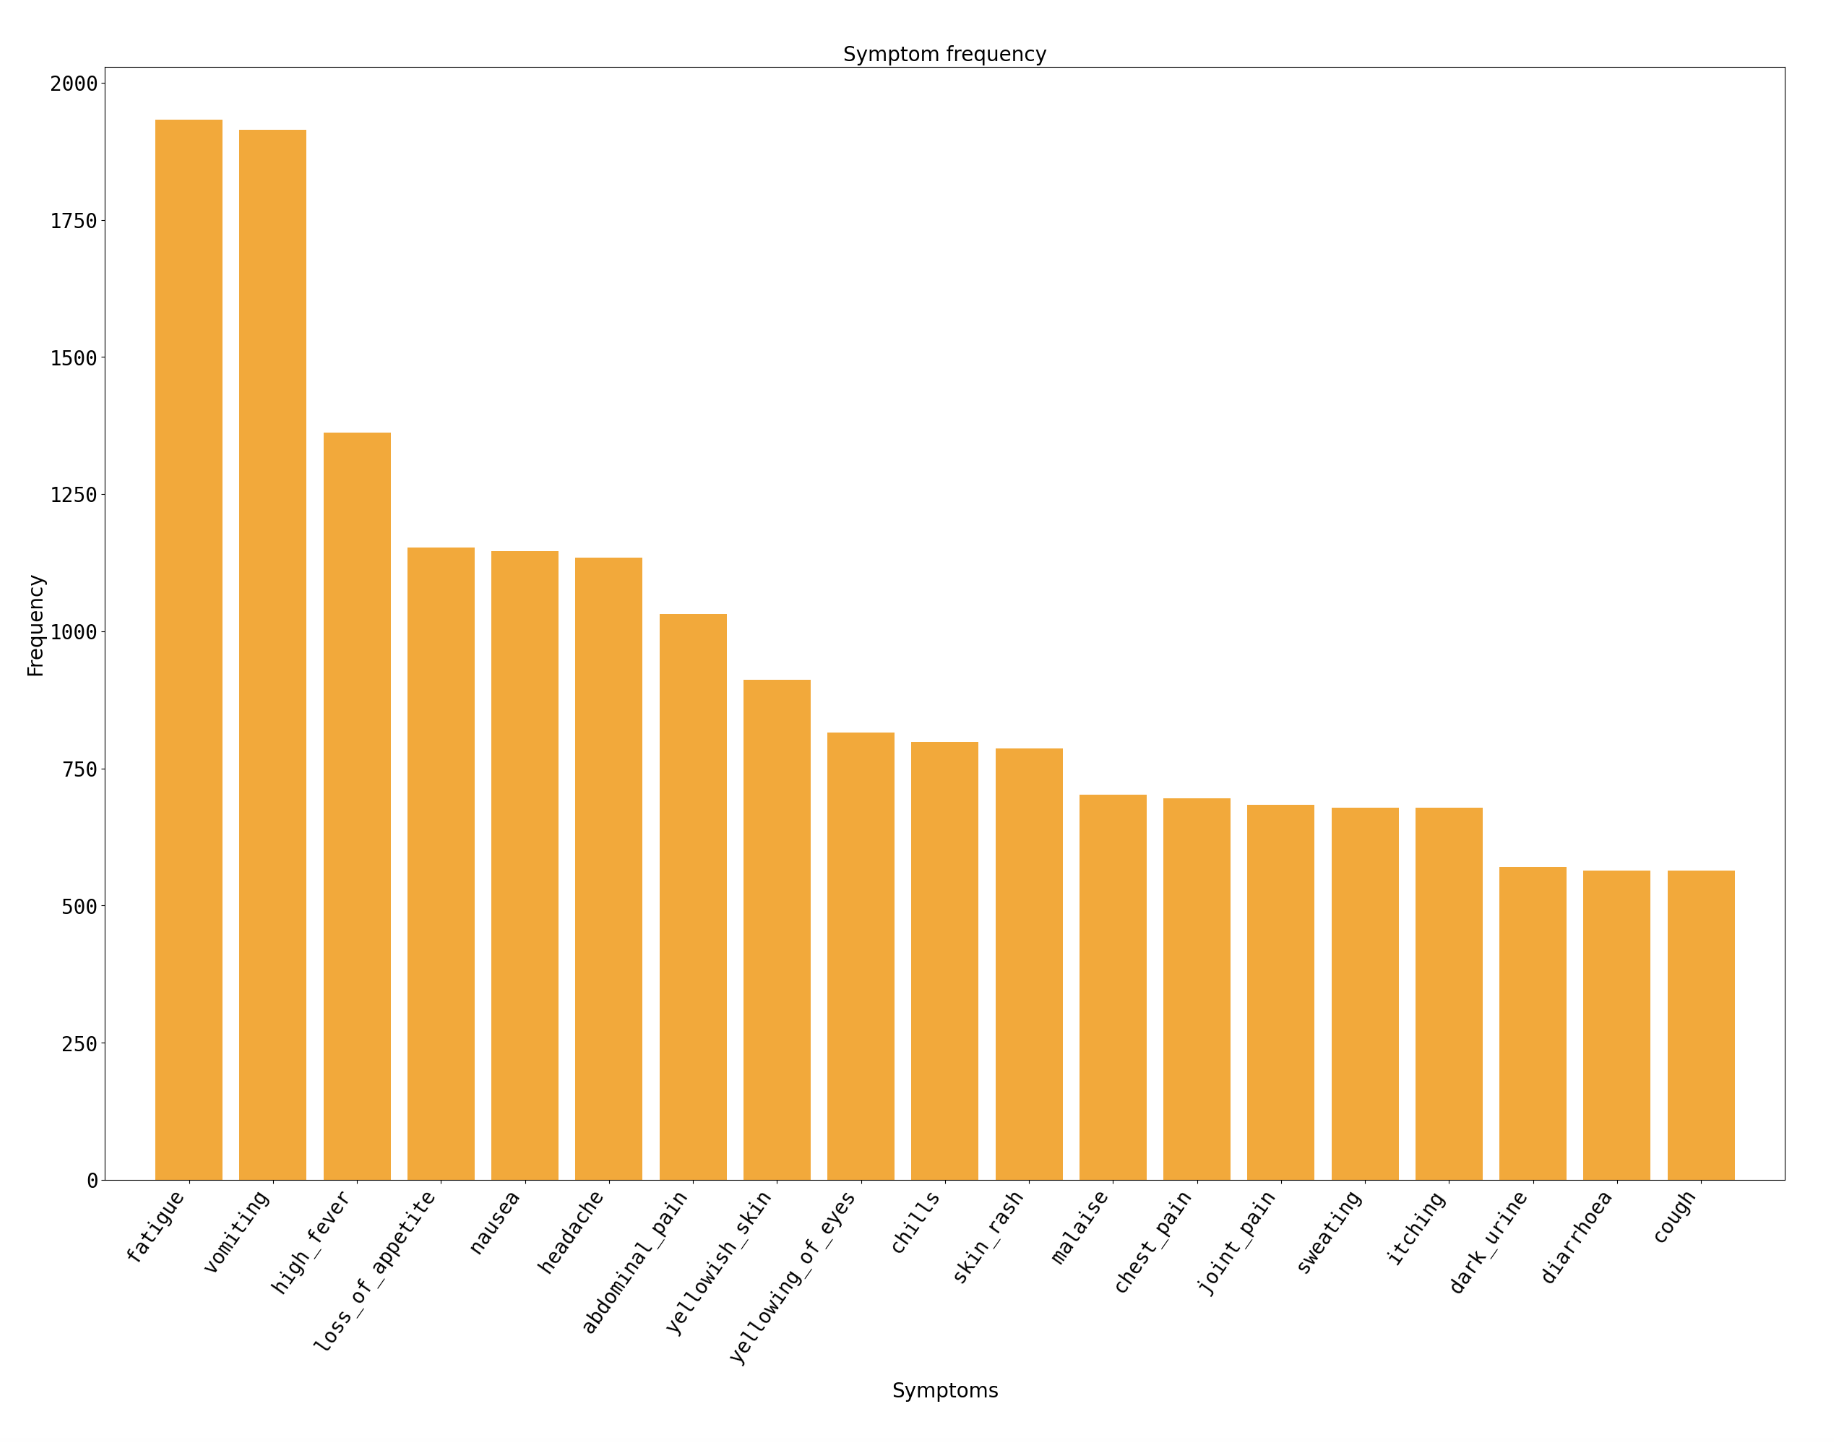 Symptom frequency
2000
1750
1500
1250
1000
750
500
250
0
Frequency
fatigue
vomiting
high_fever
loss_of_appetite
nausea
headache
abdominal_pain
yellowish_skin
yellowing_of_eyes
chills
skin_rash
malaise
chest_pain
joint_pain
sweating
itching
dark_urine
diarrhoea
cough
Symptoms